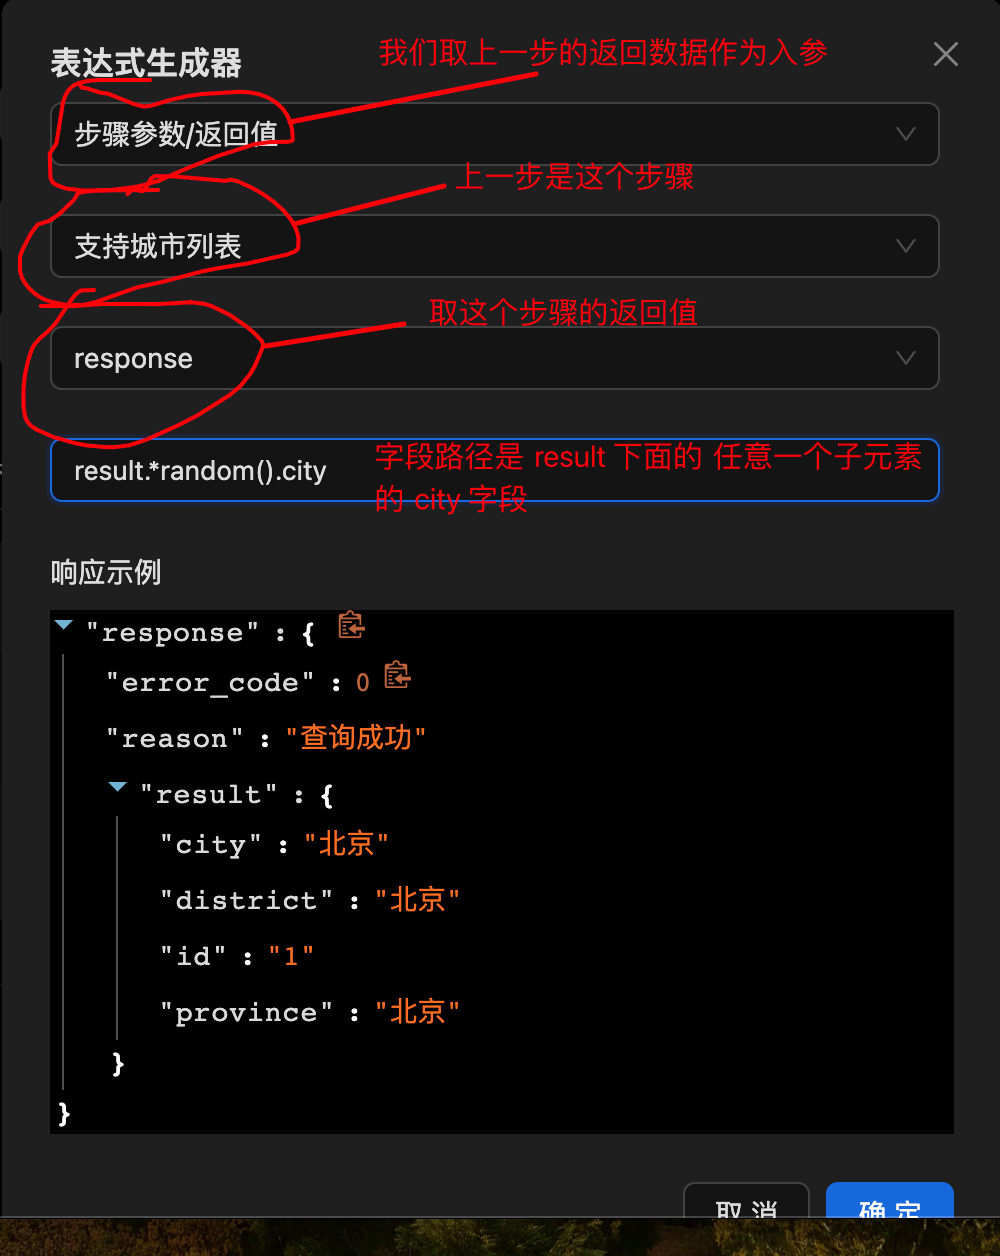 表达式生成器
我们取上一步的返回数据作为入参
步骤参数/返回值
上一步是这个步骤
支持城市列表
取这个步骤的返回值
response
result.*random().city
字段路径是 result 下面的 任意一个子元素
的 city 字段
响应示例
"response" : {
"error_code" : 0
"reason" : "查询成功"
"result" : {
"city" : "北京"
"district" : "北京"
"id" : "1"
"province" : "北京"
}
}
取 消
确 定